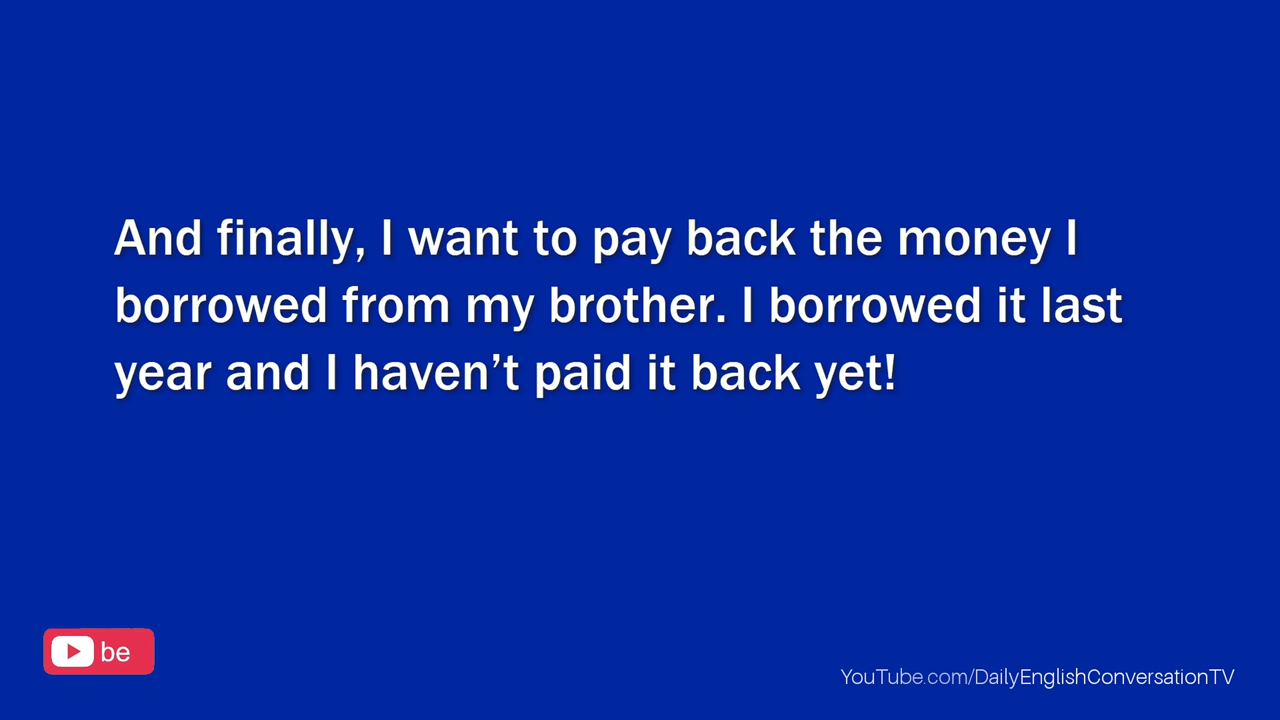 And finally, I want to pay back the money I
borrowed from my brother. I borrowed it last
year and I haven’t paid it back yet!
be
YouTube.com/DailyEnglishConversationTV